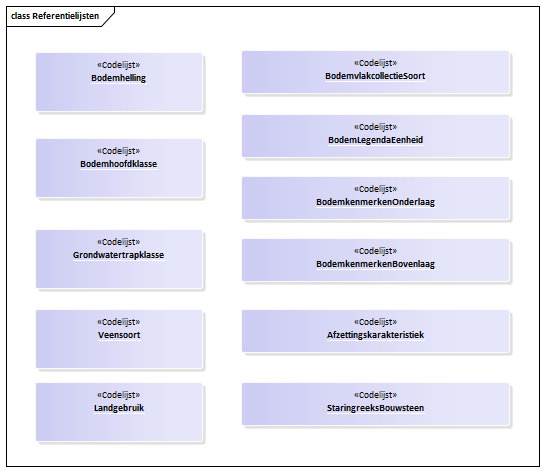 class Referentielijsten
«Codelijst»
Bodemhelling
«Codelijst»
Bodemhoofdklasse
«Codelijst»
Grondwatertrapklasse
«Codelijst»
Veensoort
«Codelijst»
Landgebruik
«Codelijst»
BodemvlakcollectieSoort
«Codelijst»
BodemLegendaEenheid
«Codelijst»
BodemkenmerkenOnderlaag
«Codelijst»
BodemkenmerkenBovenlaag
«Codelijst»
Afzettingskarakteristiek
«Codelijst»
StaringreeksBouwsteen